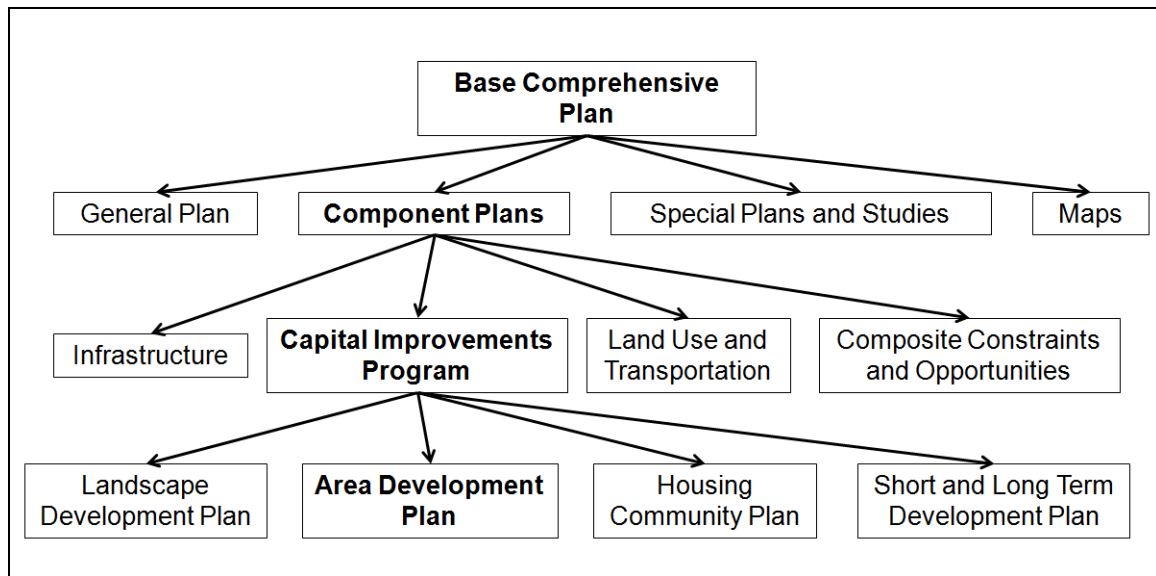 Base Comprehensive
Plan
General Plan
Component Plans
Special Plans and Studies
Maps
Infrastructure
Capital Improvements
Program
Land Use and
Transportation
Composite Constraints
and Opportunities
Landscape
Development Plan
Area Development
Plan
Housing
Community Plan
Short and Long Term
Development Plan